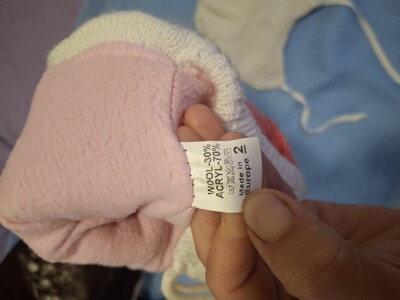 WOOL-30%
ACRYL-70%
Made in
Europe
2